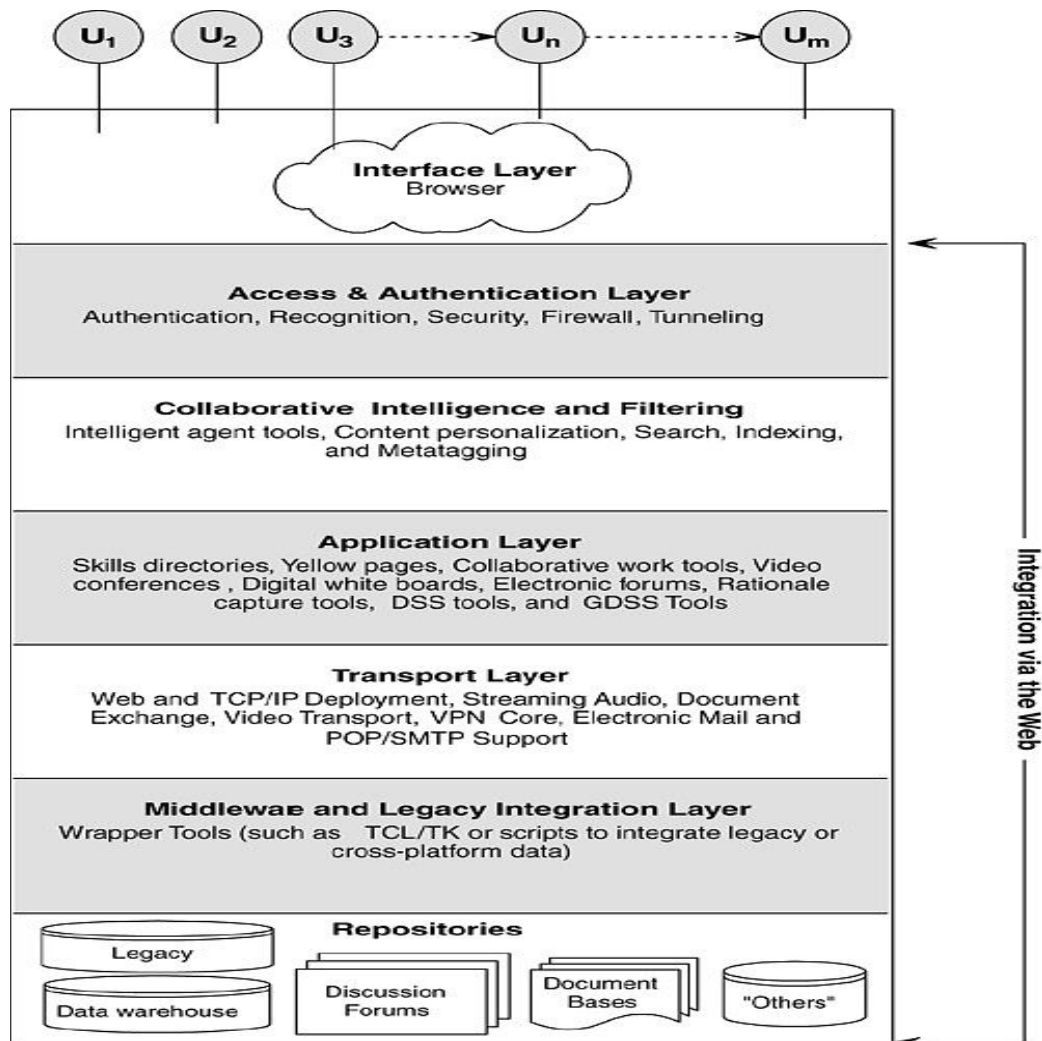 U1 U2 U3 Un Um
Interface Layer
Browser
Access & Authentication Layer
Authentication, Recognition, Security, Firewall, Tunneling
Collaborative Intelligence and Filtering
Intelligent agent tools, Content personalization, Search, Indexing,
and Metatagging
Application Layer
Skills directories, Yellow pages, Collaborative work tools, Video
conferences , Digital white boards, Electronic forums, Rationale
capture tools, DSS tools, and GDSS Tools
Transport Layer
Web and TCP/IP Deployment, Streaming Audio, Document
Exchange, Video Transport, VPN Core, Electronic Mail and
POP/SMTP Support
Middleware and Legacy Integration Layer
Wrapper Tools (such as TCL/TK or scripts to integrate legacy or
cross-platform data)
Repositories
Legacy
Data warehouse
Discussion
Forums
Document
Bases
"Others"
Integration via the Web